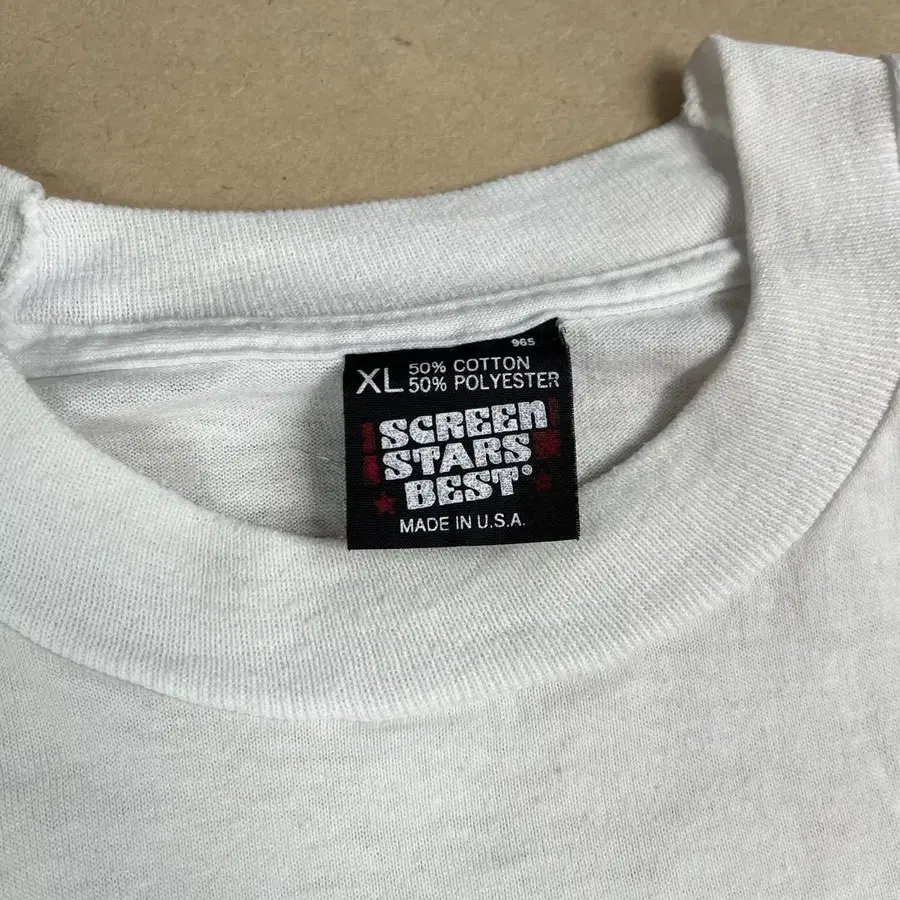 965
XL 50% COTTON
50% POLYESTER
SCREEN
STARS
BEST®
MADE IN U.S.A.